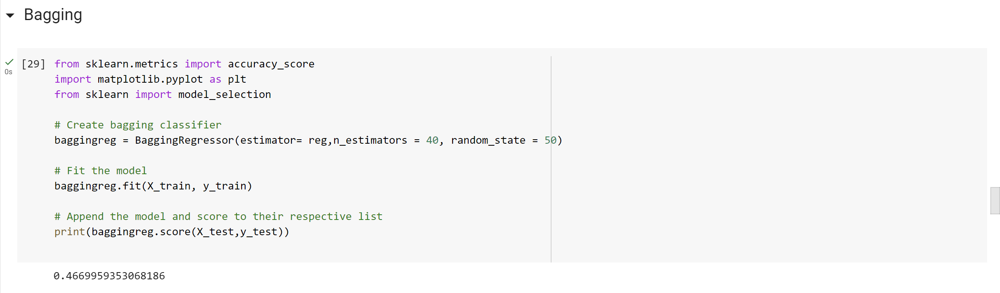 Bagging
[29] from sklearn.metrics import accuracy_score
0s
import matplotlib.pyplot as plt
from sklearn import model_selection
# Create bagging classifier
baggingreg = BaggingRegressor(estimator= reg,n_estimators = 40, random_state = 50)
# Fit the model
baggingreg.fit(X_train, y_train)
# Append the model and score to their respective list
print(baggingreg.score(X_test,y_test))
0.4669959353068186